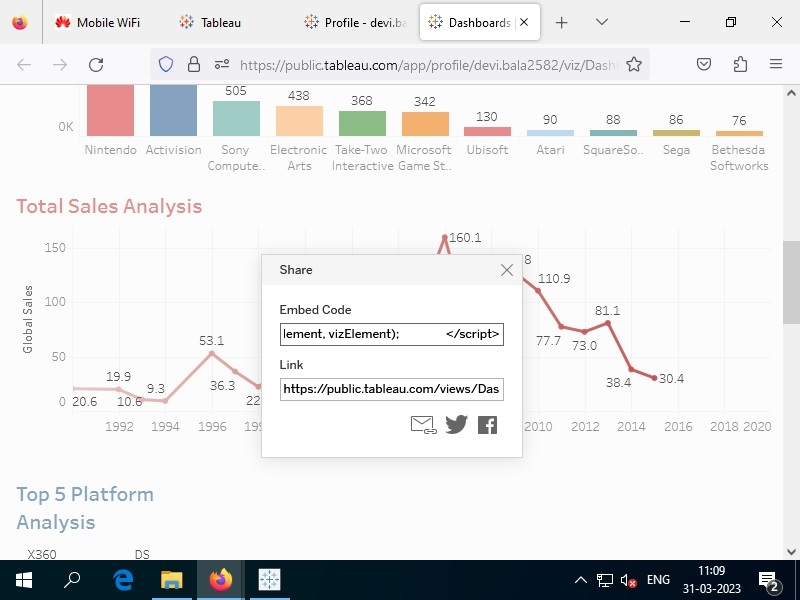 Mobile WiFi
Tableau
Profile - devi.ba
Dashboards
https://public.tableau.com/app/profile/devi.bala2582/viz/Dash
505
438
368
342
130
90
88
86
76
0K
Nintendo
Activision
Sony Compute..
Electronic Arts
Take-Two Interactive
Microsoft Game St..
Ubisoft
Atari
SquareSo..
Sega
Bethesda Softworks
Total Sales Analysis
Global Sales
150
100
50
0
20.6
19.9
10.6
9.3
53.1
36.3
22
160.1
8
110.9
77.7
73.0
81.1
38.4
30.4
1992
1994
1996
2010
2012
2014
2016
2018
2020
Share
Embed Code
lement, vizElement); </script>
Link
https://public.tableau.com/views/Das
Top 5 Platform
Analysis
X360
DS
ENG
11:09
31-03-2023
2